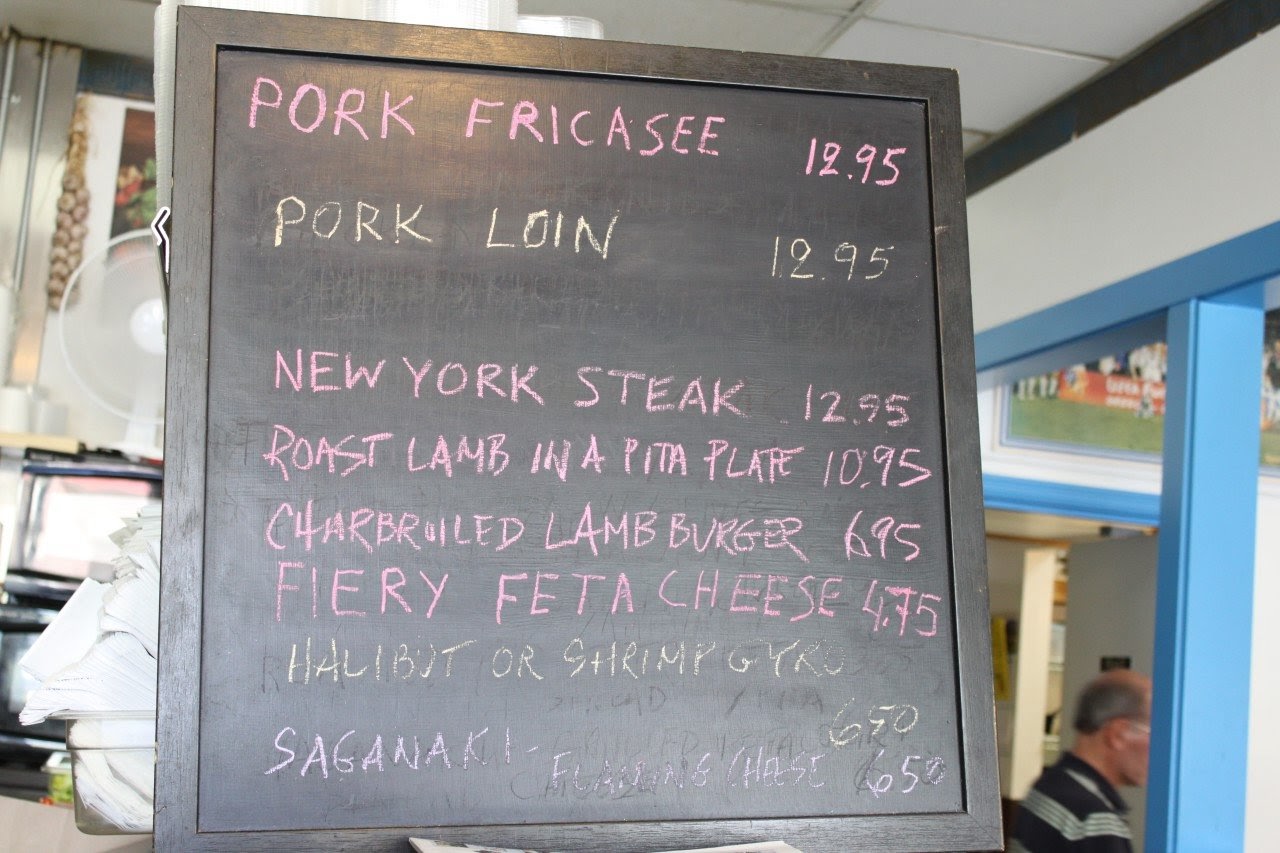 PORK FRICASEE 12.95
PORK LOIN 12.95
NEW YORK STEAK 12.95
ROAST LAMB IN A PITA PLATE 10.95
CHARBROILED LAMB BURGER 6.95
FIERY FETA CHEESE 4.75
HALIBUT OR SHRIMP GYRO
6.50
SAGANAKI - FLAMING CHEESE 6.50